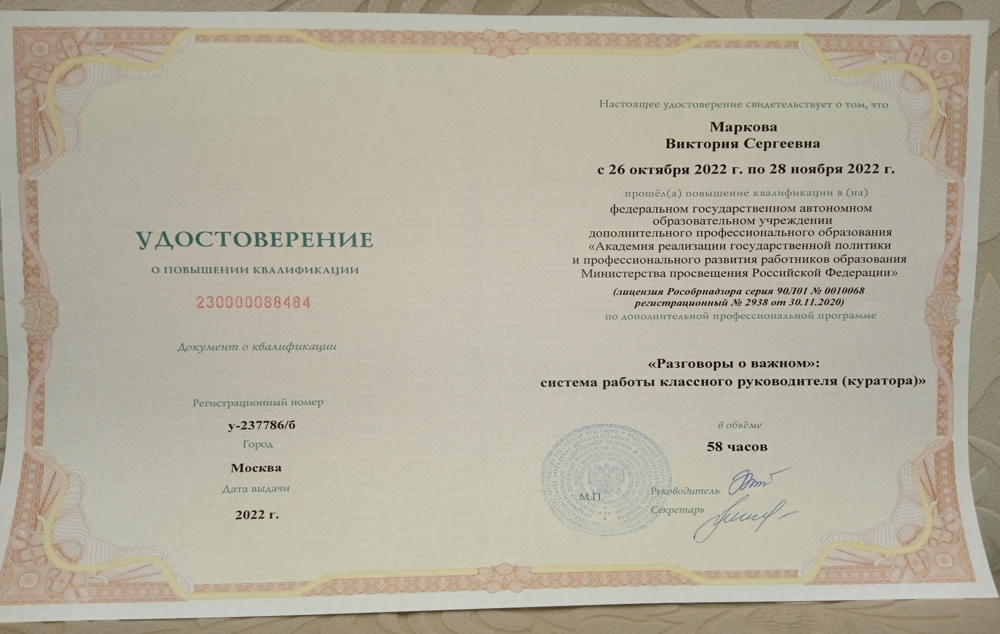 УДОСТОВЕРЕНИЕ
О ПОВЫШЕНИИ КВАЛИФИКАЦИИ
230000088484
Документ о квалификации
Регистрационный номер
у-237786/б
Город
Москва
Дата выдачи
2022 г.
Настоящее удостоверение свидетельствует о том, что
Маркова
Виктория Сергеевна
с 26 октября 2022 г. по 28 ноября 2022 г.
прошёл(а) повышение квалификации в (на)
федеральном государственном автономном
образовательном учреждении
дополнительного профессионального образования
«Академия реализации государственной политики
и профессионального развития работников образования
Министерства просвещения Российской Федерации»
(лицензия Рособрнадзора серия 90Л01 № 0010068
регистрационный № 2938 от 30.11.2020)
по дополнительной профессиональной программе
«Разговоры о важном»:
система работы классного руководителя (куратора)»
в объёме
58 часов
М.П.
Руководитель
Секретарь